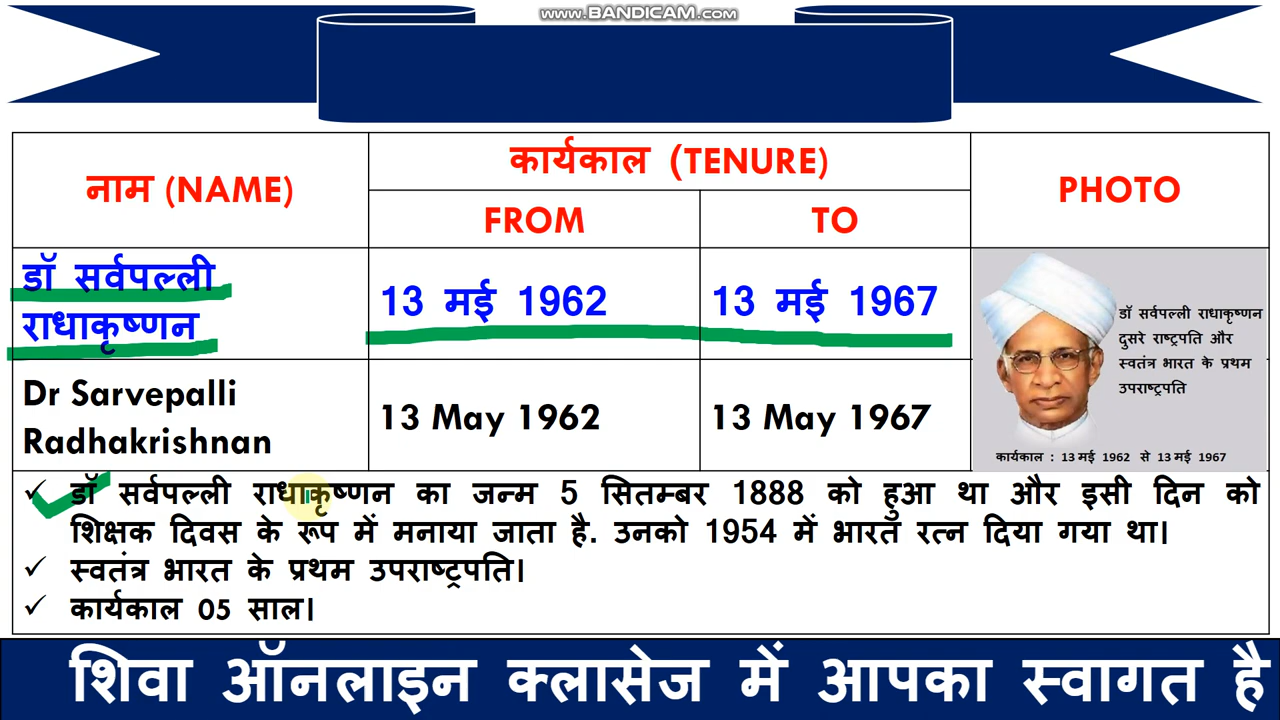 www.BANDICAM.com
नाम (NAME)
कार्यकाल (TENURE)
PHOTO
FROM
TO
डॉ सर्वपल्ली
राधाकृष्णन
13 मई 1962
13 मई 1967
डॉ सर्वपल्ली राधाकृष्णन
दुसरे राष्ट्रपति और
स्वतंत्र भारत के प्रथम
उपराष्ट्रपति
कार्यकाल : 13 मई 1962 से 13 मई 1967
Dr Sarvepalli
Radhakrishnan
13 May 1962
13 May 1967
✓ डॉ सर्वपल्ली राधाकृष्णन का जन्म 5 सितम्बर 1888 को हुआ था और इसी दिन को
शिक्षक दिवस के रूप में मनाया जाता है. उनको 1954 में भारत रत्न दिया गया था।
✓ स्वतंत्र भारत के प्रथम उपराष्ट्रपति।
✓ कार्यकाल 05 साल।
शिवा ऑनलाइन क्लासेज में आपका स्वागत है